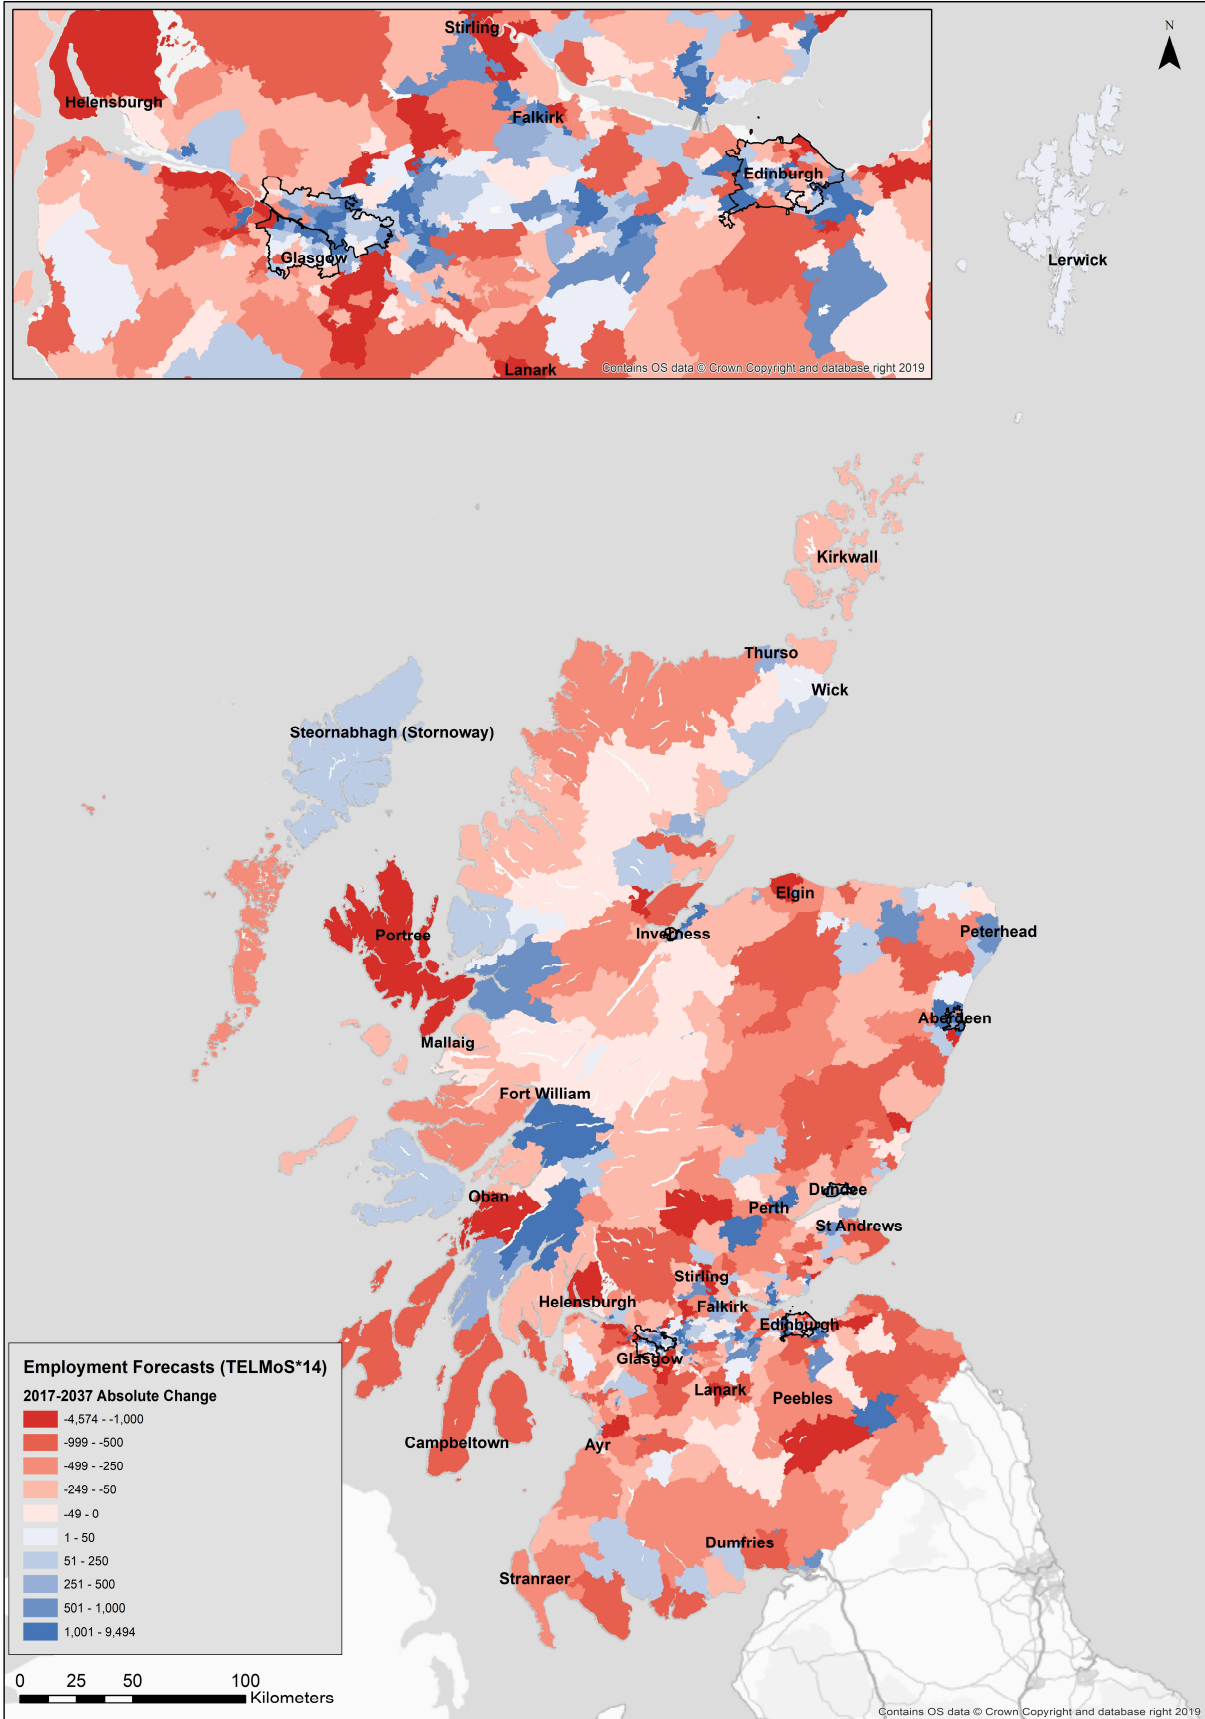 Stirling
Helensburgh
Falkirk
Edinburgh
Glasgow
Lanark
Contains OS data © Crown Copyright and database right 2019
N
Lerwick
Kirkwall
Thurso
Wick
Steornabhagh (Stornoway)
Elgin
Portree
Inverness
Peterhead
Aberdeen
Mallaig
Fort William
Dundee
Oban
Perth
St Andrews
Stirling
Helensburgh
Falkirk
Edinburgh
Glasgow
Lanark
Peebles
Campbeltown
Ayr
Dumfries
Stranraer
Employment Forecasts (TELMoS*14)
2017-2037 Absolute Change
-4,574 - -1,000
-999 - -500
-499 - -250
-249 - -50
-49 - 0
1 - 50
51 - 250
251 - 500
501 - 1,000
1,001 - 9,494
0 25 50 100
Kilometers
Contains OS data © Crown Copyright and database right 2019